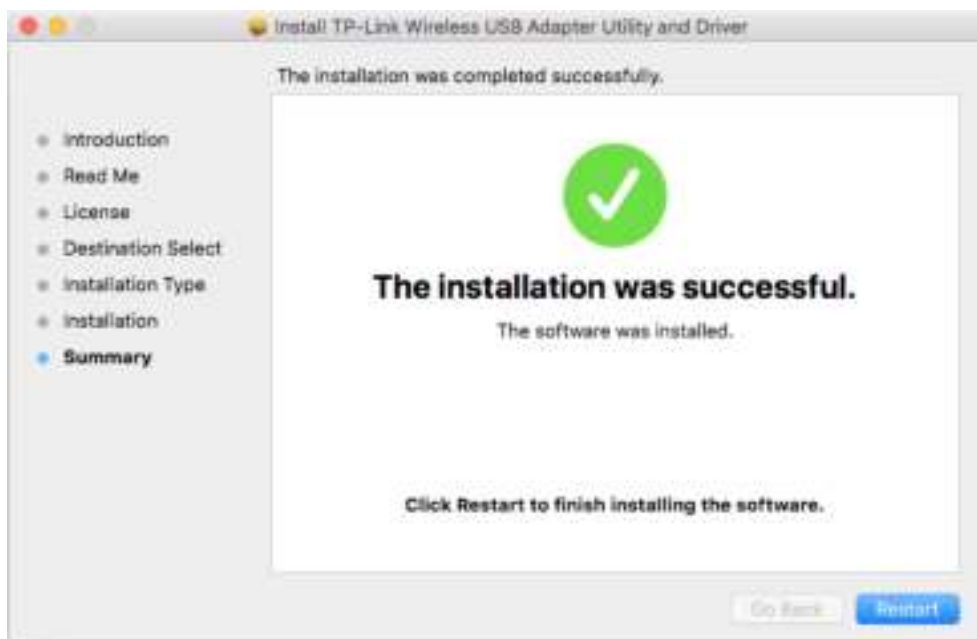 Install TP-Link Wireless USB Adapter Utility and Driver
The installation was completed successfully.
Introduction
Read Me
License
Destination Select
Installation Type
Installation
Summary
The installation was successful.
The software was installed.
Click Restart to finish installing the software.
Go Back
Restart